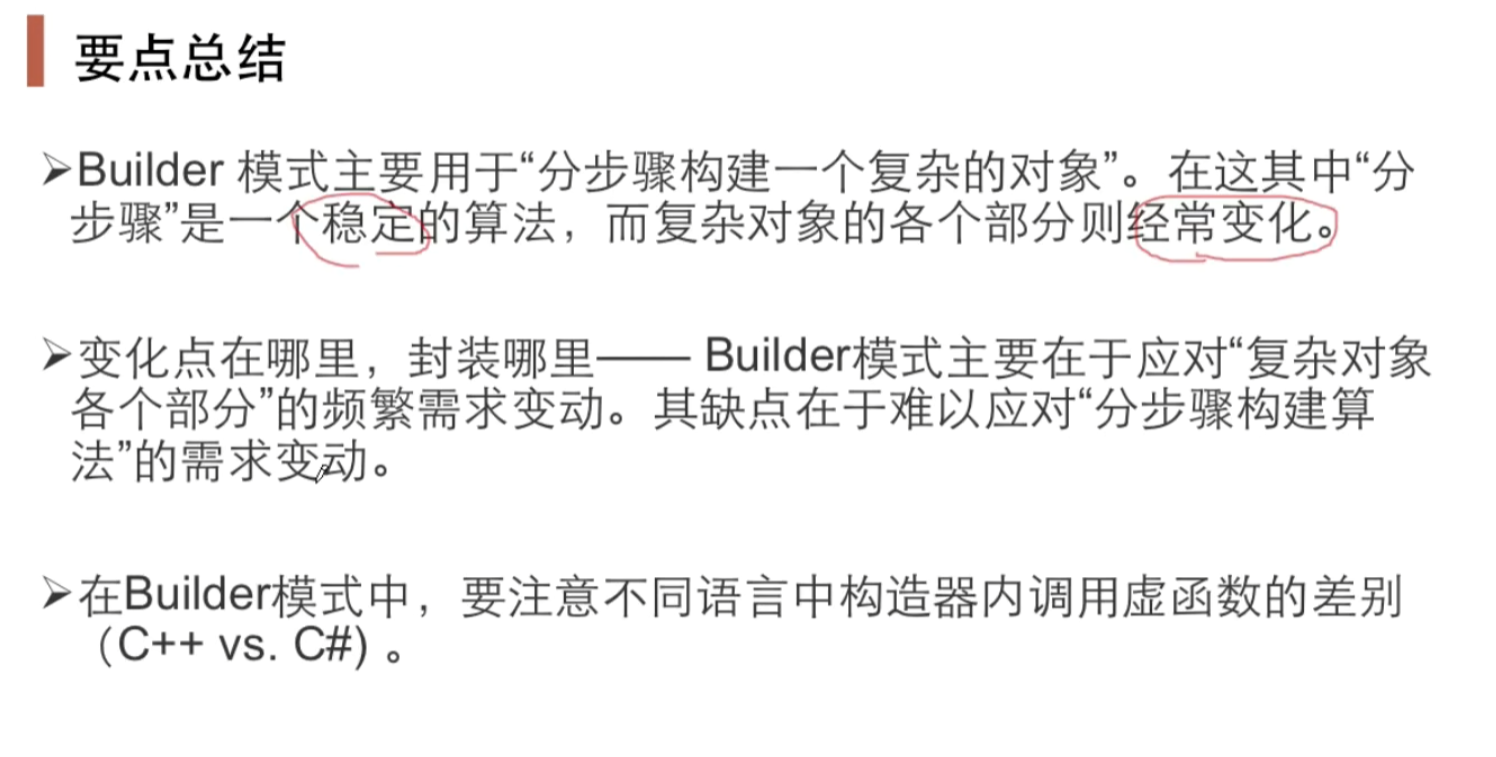 要点总结
➢Builder 模式主要用于“分步骤构建一个复杂的对象”。在这其中“分
步骤”是一个稳定的算法，而复杂对象的各个部分则经常变化。
➢变化点在哪里，封装哪里—— Builder模式主要在于应对“复杂对象
各个部分”的频繁需求变动。其缺点在于难以应对“分步骤构建算
法”的需求变动。
➢在Builder模式中，要注意不同语言中构造器内调用虚函数的差别
（C++ vs. C#) 。